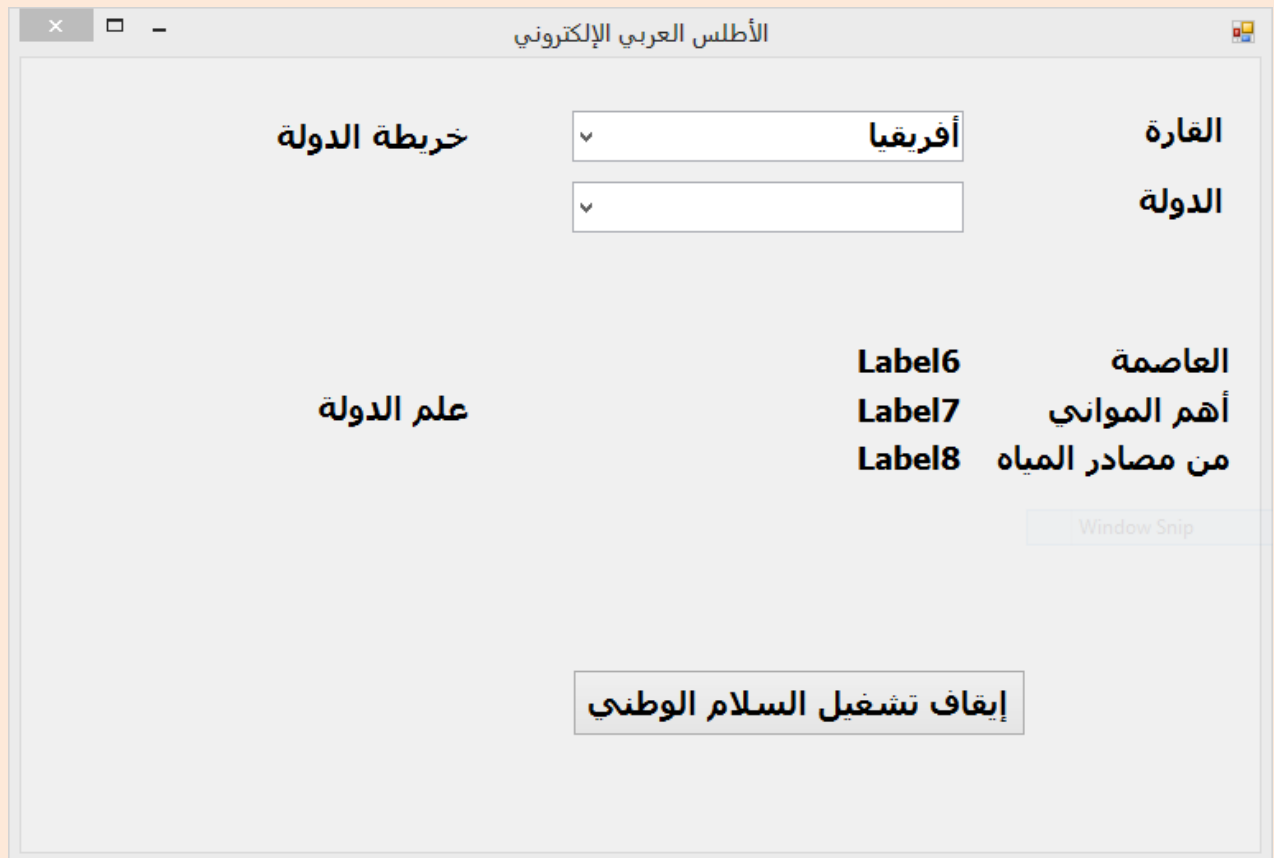 الأطلس العربي الإلكتروني
القارة أفريقيا خريطة الدولة
الدولة
العاصمة Label6
أهم المواني Label7 علم الدولة
من مصادر المياه Label8
Window Snip
إيقاف تشغيل السلام الوطني